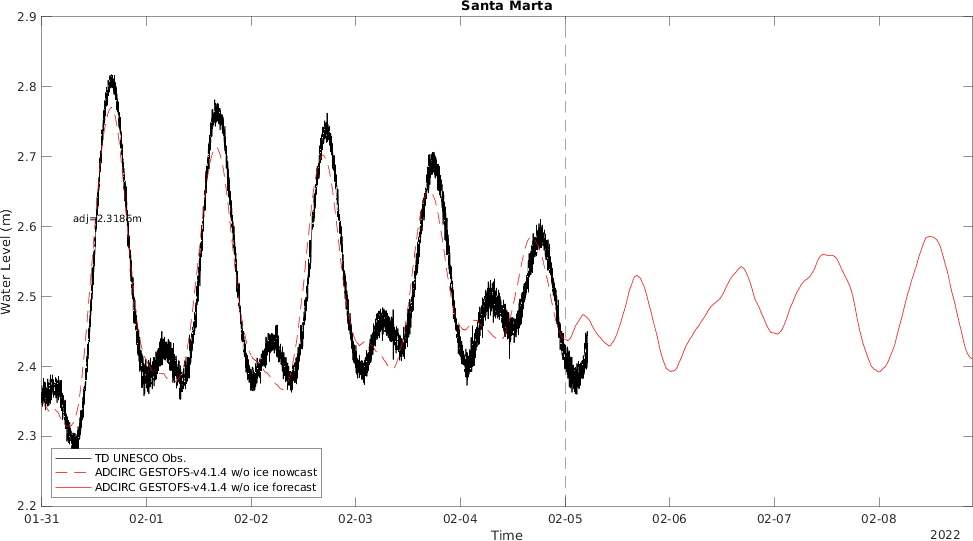 Santa Marta
2.9
2.8
2.7
2.6
2.5
2.4
2.3
2.2
Water Level (m)
adj=2.3186m
TD UNESCO Obs.
ADCIRC GESTOFS-v4.1.4 w/o ice nowcast
ADCIRC GESTOFS-v4.1.4 w/o ice forecast
01-31 02-01 02-02 02-03 02-04 02-05 02-06 02-07 02-08
Time
2022